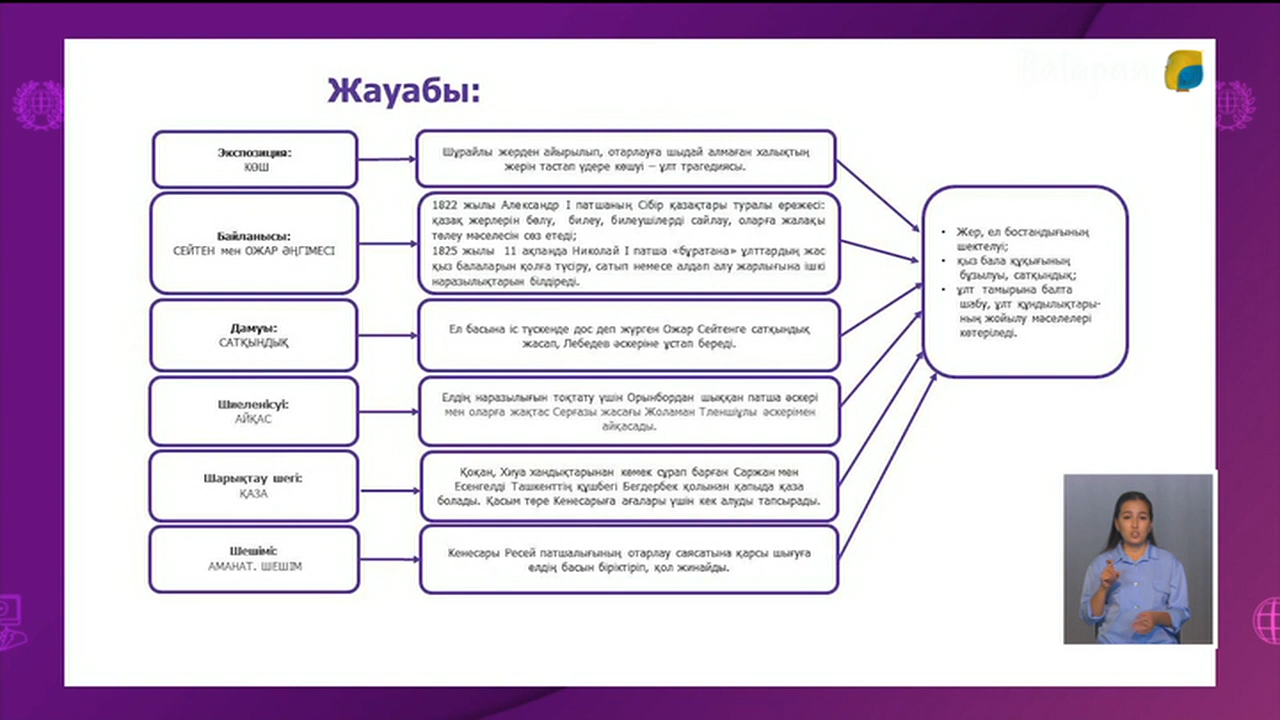 Жауабы:
Экспозиция:
КӨШ
Шұрайлы жерден айырылып, отарлауға шыдай алмаған халықтың
жерін тастап үдере көшуі – ұлт трагедиясы.
Байланысы:
СЕЙТЕН мен ОЖАР ӘҢГІМЕСІ
1822 жылы Александр I патшаның Сібір қазақтары туралы ережесі:
қазақ жерлерін бөлу, билеу, билеушілерді сайлау, оларға жалақы
төлеу мәселесін сөз етеді;
1825 жылы 11 ақпанда Николай I патша «бұратана» ұлттардың жас
қыз балаларын қолға түсіру, сатып немесе алдап алу жарлығына ішкі
наразылықтарын білдіреді.
Дамуы:
САТҚЫНДЫҚ
Ел басына іс түскенде дос деп жүрген Ожар Сейтенге сатқындық
жасап, Лебедев әскеріне ұстап береді.
Шиеленісуі:
АЙҚАС
Елдің наразылығын тоқтату үшін Орынбордан шыққан патша әскері
мен оларға жақтас Серғазы жасағы Жоламан Тленшіұлы әскерімен
айқасады.
Шарықтау шегі:
ҚАЗА
Қоқан, Хиуа хандықтарынан көмек сұрап барған Саржан мен
Есенгелді Ташкенттің құшбегі Бегдербек қолынан қапыда қаза
болады. Қасым төре Кенесарыға ағалары үшін кек алуды тапсырады.
Шешімі:
АМАНАТ. ШЕШІМ
Кенесары Ресей патшалығының отарлау саясатына қарсы шығуға
елдің басын біріктіріп, қол жинайды.
• Жер, ел бостандығының
шектелуі;
• қыз бала құқығының
бұзылуы, сатқындық;
• ұлт тамырына балта
шабу, ұлт құндылықтары-
ның жойылу мәселелері
көтеріледі.
Balapan